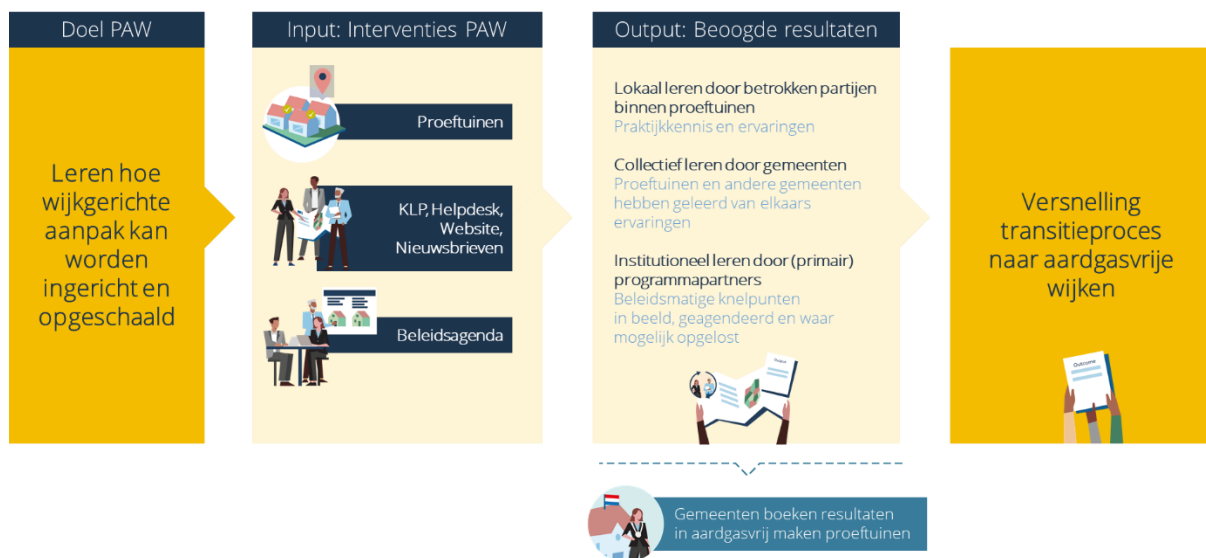 Doel PAW
Leren hoe
wijkgerichte
aanpak kan
worden
ingericht en
opgeschaald
Input: Interventies PAW
Proeftuinen
KLP, Helpdesk,
Website,
Nieuwsbrieven
Beleidsagenda
Output: Beoogde resultaten
Lokaal leren door betrokken partijen
binnen proeftuinen
Praktijkkennis en ervaringen
Collectief leren door gemeenten
Proeftuinen en andere gemeenten
hebben geleerd van elkaars
ervaringen
Institutioneel leren door (primair)
programmapartners
Beleidsmatige knelpunten
in beeld, geagendeerd en waar
mogelijk opgelost
Output
Gemeenten boeken resultaten
in aardgasvrij maken proeftuinen
Versnelling
transitieproces
naar aardgasvrije
wijken
Outcome